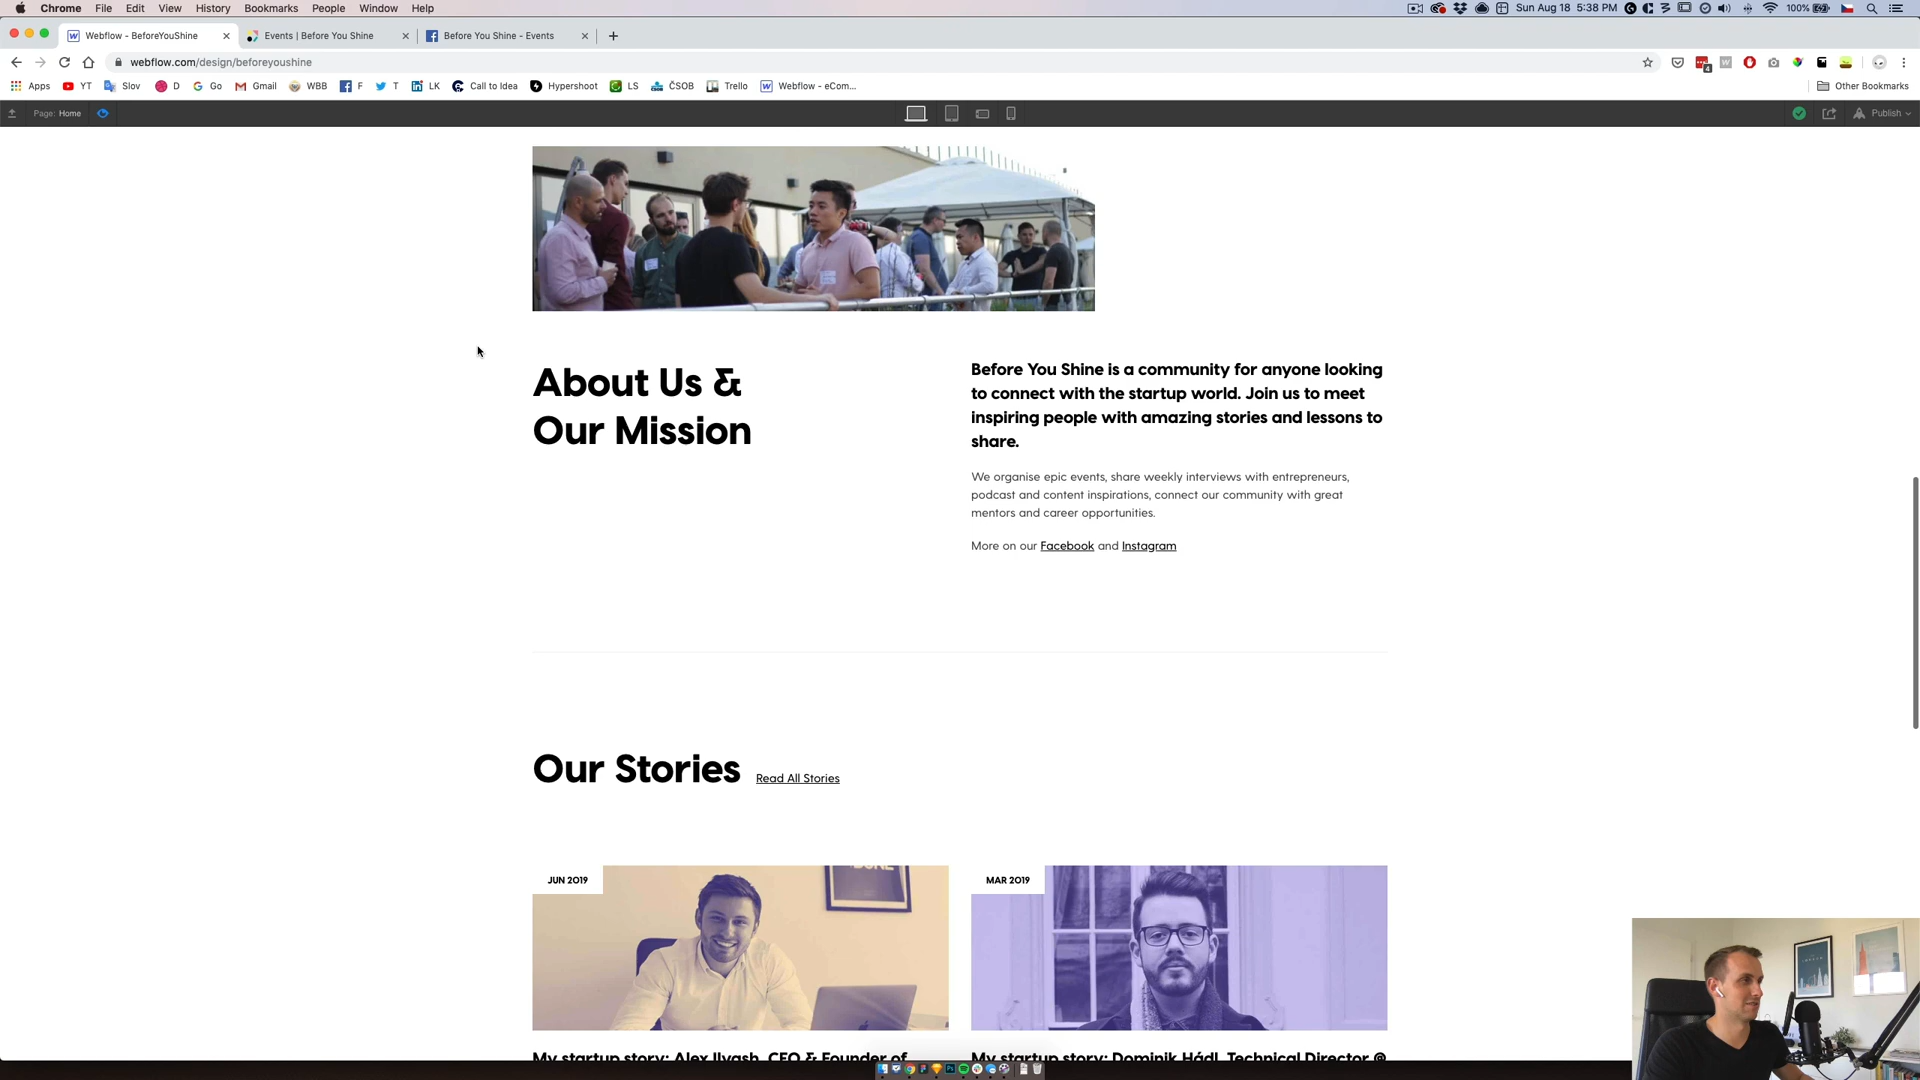 Chrome File Edit View History Bookmarks People Window Help Sun Aug 18 5:38 PM 100%
Webflow - BeforeYouShine Events | Before You Shine Before You Shine - Events
webflow.com/design/beforeyoushine
Apps YT Slov D Go Gmail WBB F T LK Call to Idea Hypershoot LS ČSOB Trello Webflow - eCom... Other Bookmarks
Page: Home Publish
About Us &
Our Mission
Before You Shine is a community for anyone looking
to connect with the startup world. Join us to meet
inspiring people with amazing stories and lessons to
share.
We organise epic events, share weekly interviews with entrepreneurs,
podcast and content inspirations, connect our community with great
mentors and career opportunities.
More on our Facebook and Instagram
Our Stories Read All Stories
JUN 2019
MAR 2019
My startup story: Alex Ilyash, CEO & Founder of
My startup story: Dominik Hádl, Technical Director @